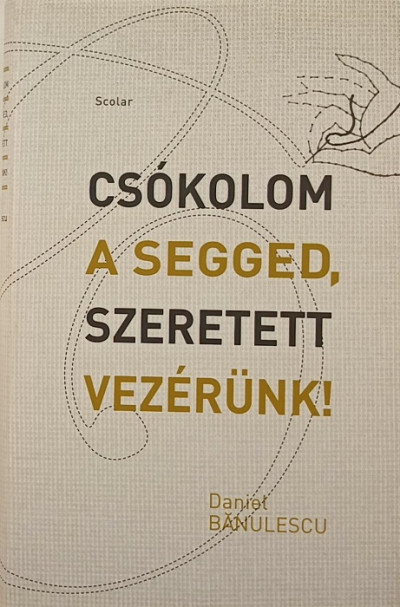 Scolar
CSÓKOLOM
A SEGGED,
SZERETETT
VEZÉRÜNK!
Daniel
BĂNULESCU